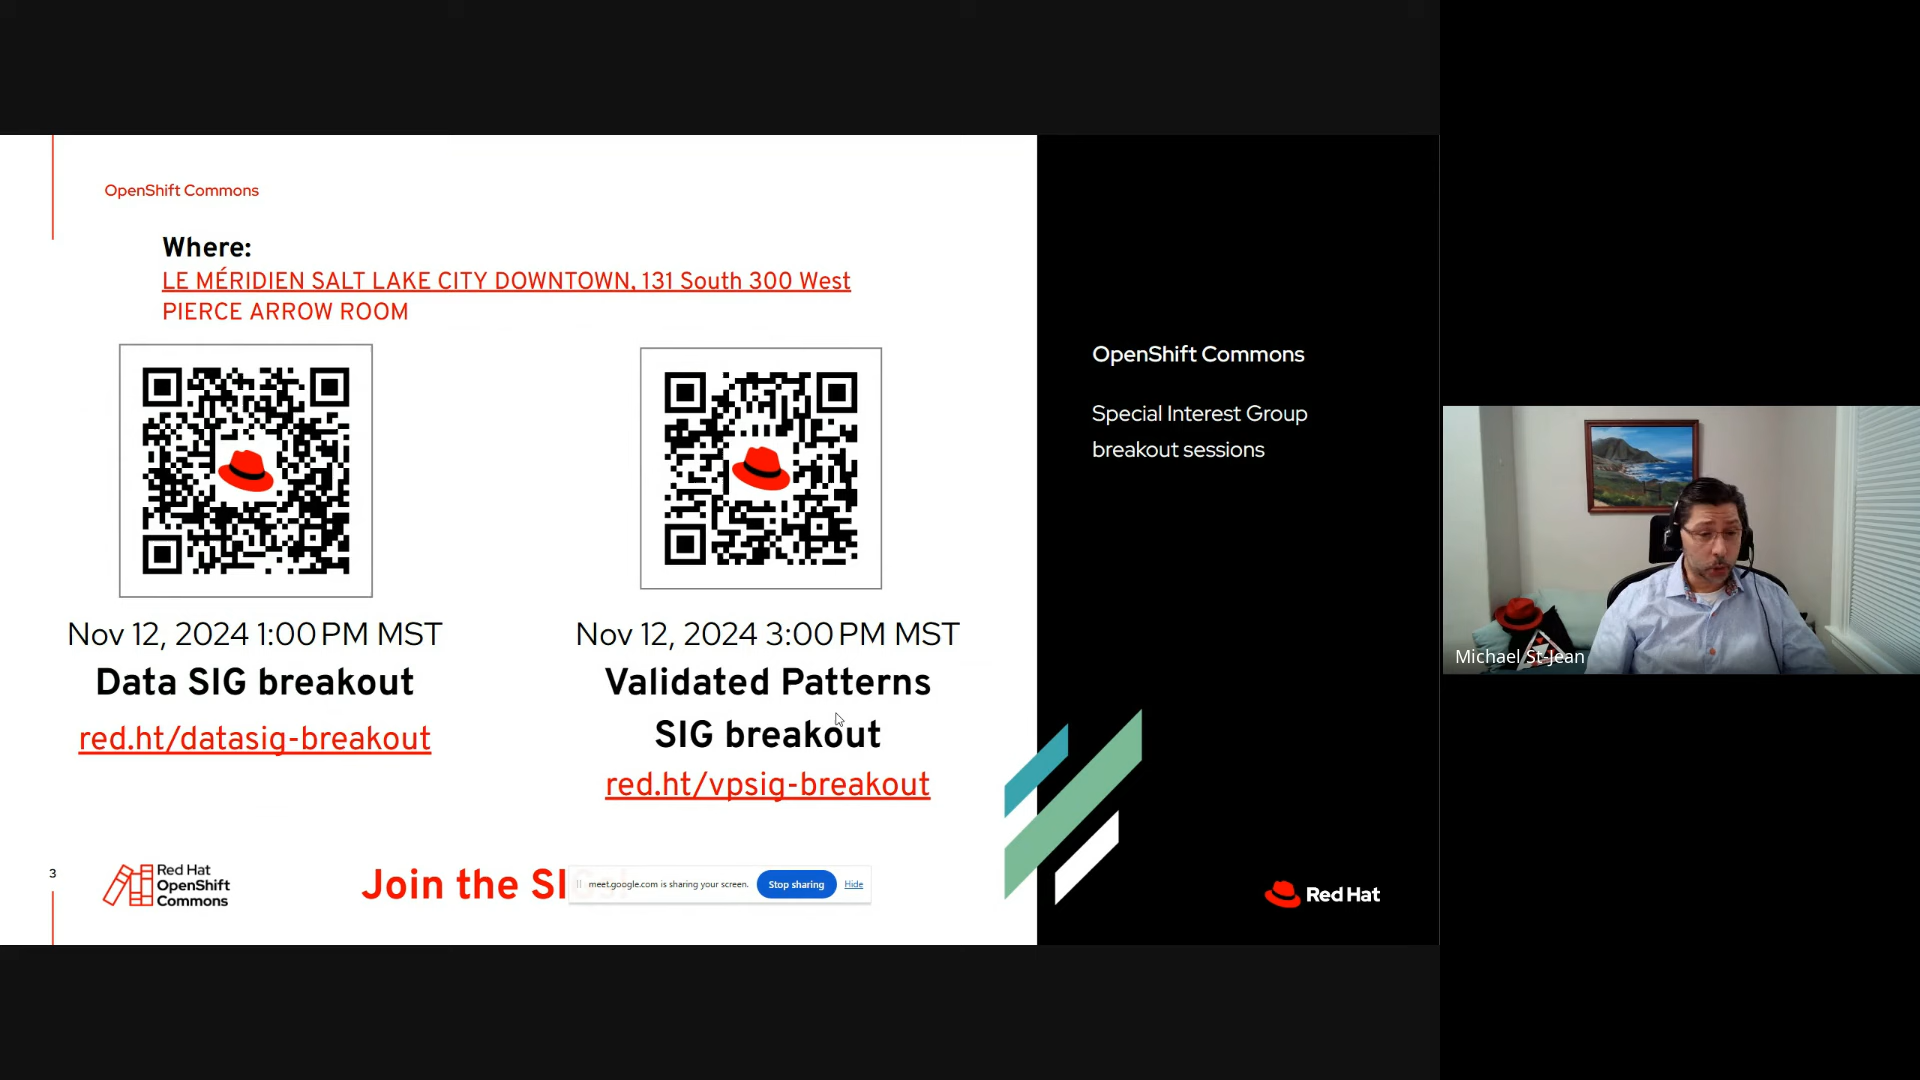 OpenShift Commons
Where:
LE MÉRIDIEN SALT LAKE CITY DOWNTOWN, 131 South 300 West
PIERCE ARROW ROOM
Nov 12, 2024 1:00 PM MST
Data SIG breakout
red.ht/datasig-breakout
Nov 12, 2024 3:00 PM MST
Validated Patterns
SIG breakout
red.ht/vpsig-breakout
3
Red Hat
OpenShift
Commons
Join the SI
meet.google.com is sharing your screen.
Stop sharing
Hide
OpenShift Commons
Special Interest Group
breakout sessions
Red Hat
Michael St-Jean